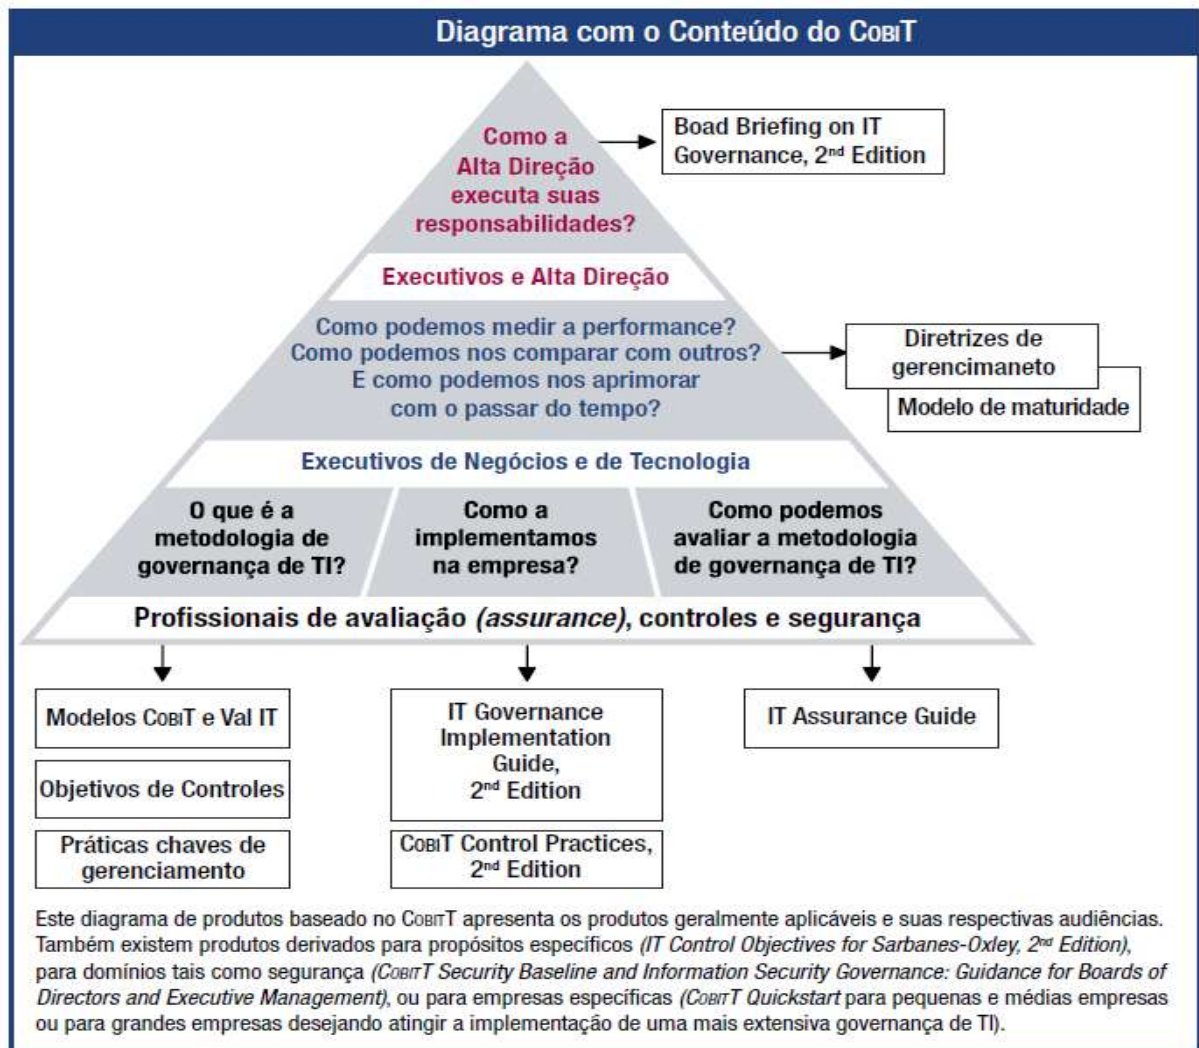 Diagrama com o Conteúdo do COBIT
Como a
Alta Direção
executa suas
responsabilidades?
Boad Briefing on IT
Governance, 2nd Edition
Executivos e Alta Direção
Como podemos medir a performance?
Como podemos nos comparar com outros?
E como podemos nos aprimorar
com o passar do tempo?
Diretrizes de
gerencimaneto
Modelo de maturidade
Executivos de Negócios e de Tecnologia
O que é a
metodologia de
governança de TI?
Como a
implementamos
na empresa?
Como podemos
avaliar a metodologia
de governança de TI?
Profissionais de avaliação (assurance), controles e segurança
Modelos COBIT e Val IT
Objetivos de Controles
Práticas chaves de
gerenciamento
IT Governance
Implementation
Guide,
2nd Edition
COBIT Control Practices,
2nd Edition
IT Assurance Guide
Este diagrama de produtos baseado no COBITT apresenta os produtos geralmente aplicáveis e suas respectivas audiências.
Também existem produtos derivados para propósitos específicos (IT Control Objectives for Sarbanes-Oxley, 2nd Edition),
para domínios tais como segurança (COBITT Security Baseline and Information Security Governance: Guidance for Boards of
Directors and Executive Management), ou para empresas específicas (COBITT Quickstart para pequenas e médias empresas
ou para grandes empresas desejando atingir a implementação de uma mais extensiva governança de TI).